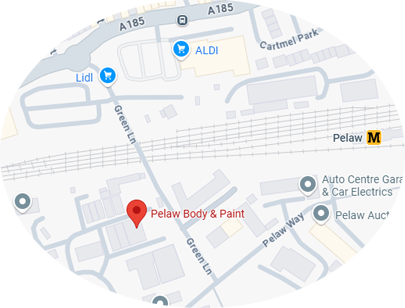 A185
A185
ALDI
Cartmel Park
Lidl
Green Ln
Pelaw M
Auto Centre Gara
& Car Electrics
Pelaw Body & Paint
Pelaw Auct
Pelaw Way
Green Ln